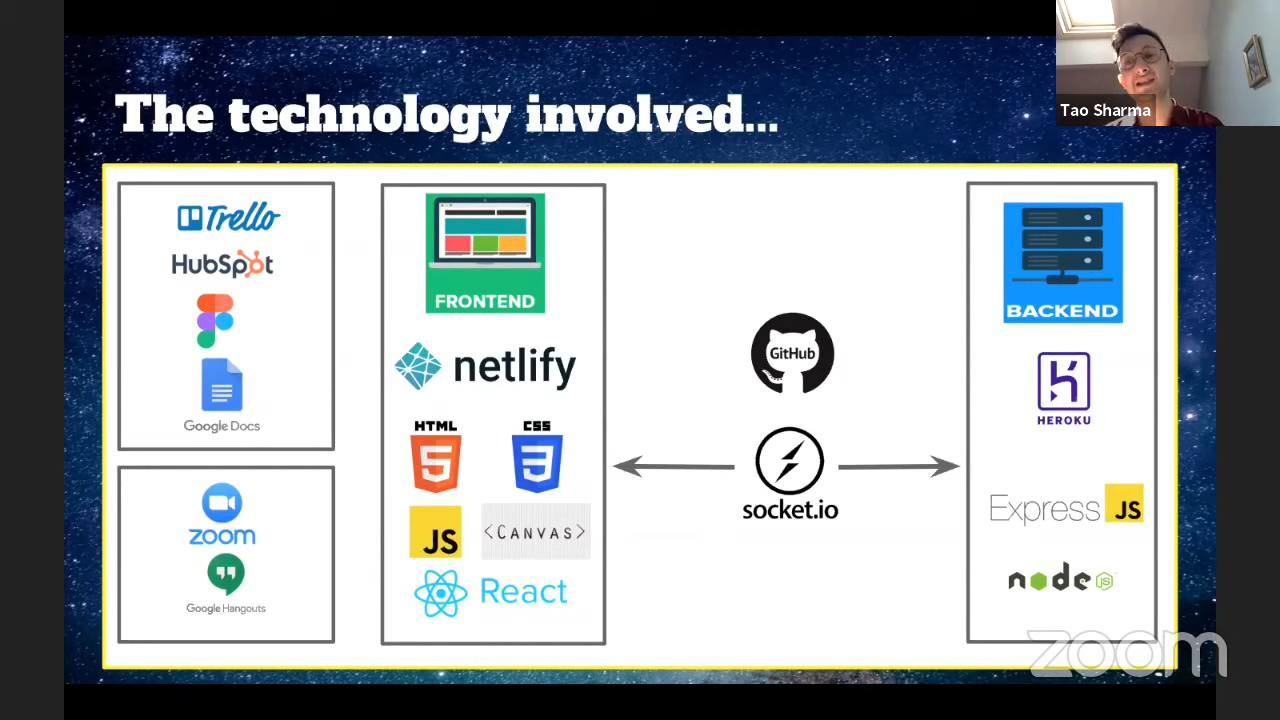 The technology involved...
Tao Sharma
Trello
HubSpot
Google Docs
zoom
Google Hangouts
FRONTEND
netlify
HTML
5
CSS
3
JS
<CANVAS>
React
GitHub
socket.io
BACKEND
HEROKU
Express JS
node JS
zoom